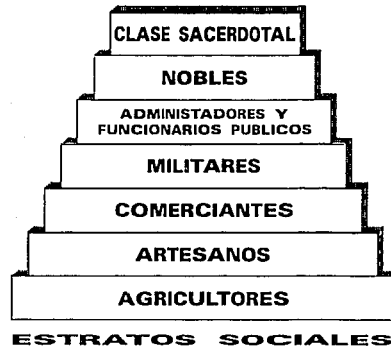 CLASE SACERDOTAL
NOBLES
ADMINISTADORES Y
FUNCIONARIOS PUBLICOS
MILITARES
COMERCIANTES
ARTESANOS
AGRICULTORES
ESTRATOS SOCIALES